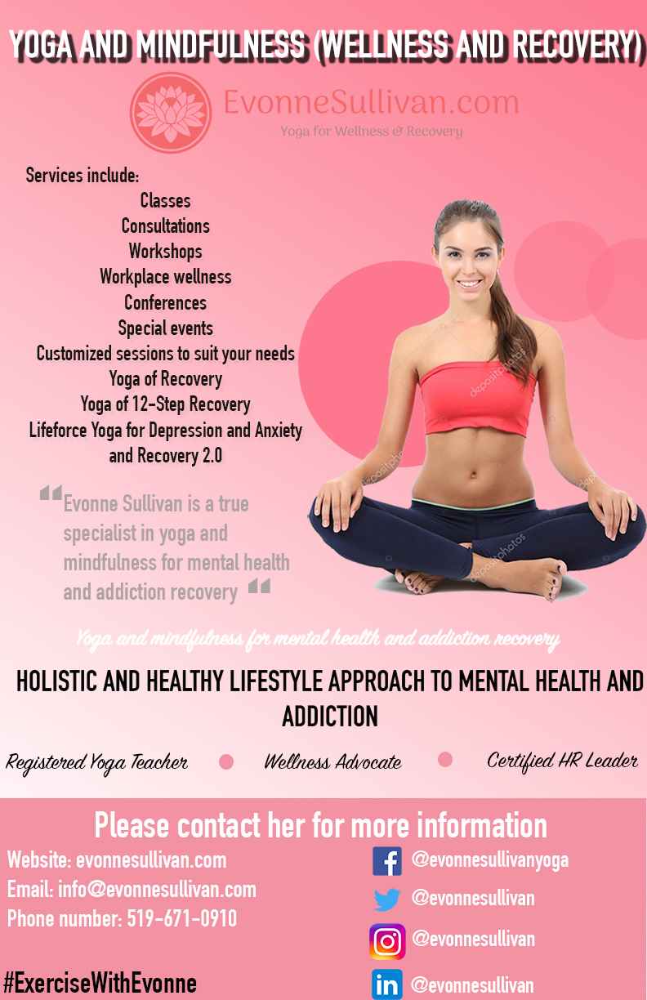 YOGA AND MINDFULNESS (WELLNESS AND RECOVERY)
EvonneSullivan.com
Yoga for Wellness & Recovery
Services include:
Classes
Consultations
Workshops
Workplace wellness
Conferences
Special events
Customized sessions to suit your needs
Yoga of Recovery
Yoga of 12-Step Recovery
Lifeforce Yoga for Depression and Anxiety
and Recovery 2.0
"Evonne Sullivan is a true
specialist in yoga and
mindfulness for mental health
and addiction recovery "
depositphotos
depositphotos
Yoga and mindfulness for mental health and addiction recovery
HOLISTIC AND HEALTHY LIFESTYLE APPROACH TO MENTAL HEALTH AND
ADDICTION
Registered Yoga Teacher
Wellness Advocate
Certified HR Leader
Please contact her for more information
Website: evonnesullivan.com
Email: info@evonnesullivan.com
Phone number: 519-671-0910
@evonnesullivanyoga
@evonnesullivan
@evonnesullivan
@evonnesullivan
#ExerciseWithEvonne